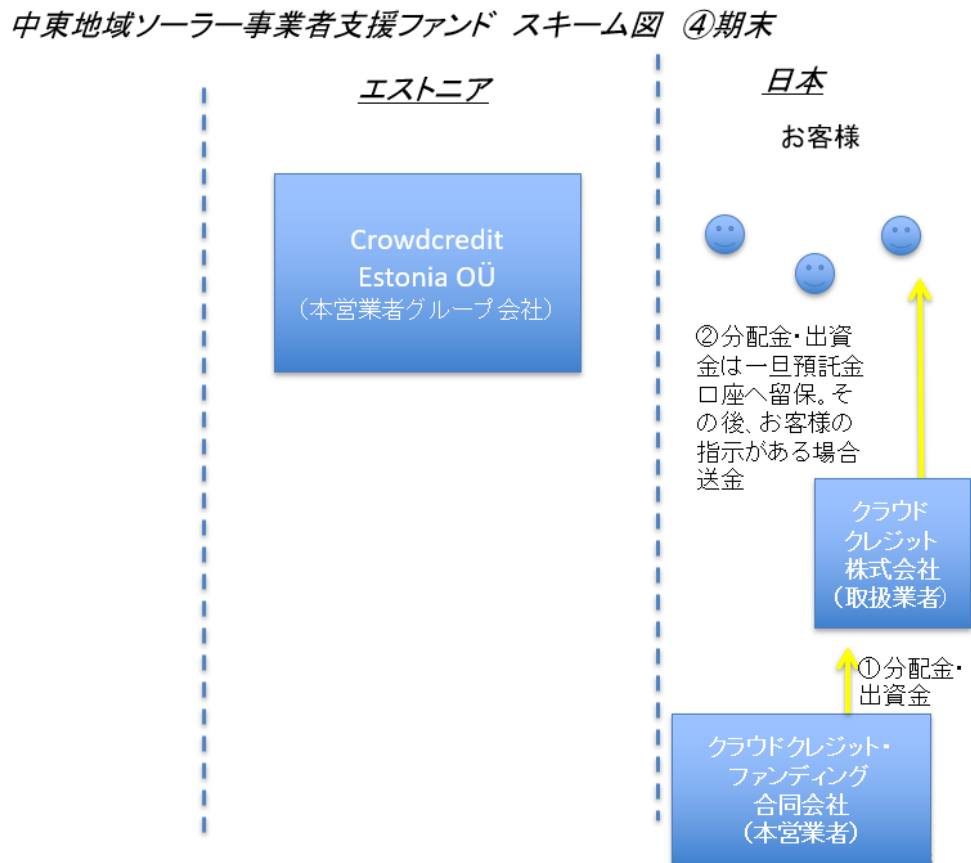 中東地域ソーラー事業者支援ファンド スキーム図 ④期末
エストニア
日本
お客様
Crowdcredit
Estonia OÜ
（本営業者グループ会社）
②分配金・出資
金は一旦預託金
口座へ留保。そ
の後、お客様の
指示がある場合
送金
クラウド
クレジット
株式会社
（取扱業者）
①分配金・
出資金
クラウドクレジット・
ファンディング
合同会社
（本営業者）